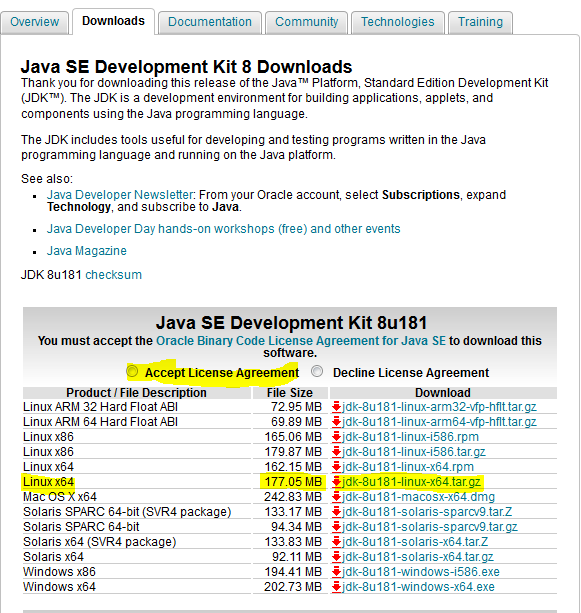 Overview Downloads Documentation Community Technologies Training
Java SE Development Kit 8 Downloads
Thank you for downloading this release of the Java™ Platform, Standard Edition Development Kit
(JDK™). The JDK is a development environment for building applications, applets, and
components using the Java programming language.
The JDK includes tools useful for developing and testing programs written in the Java
programming language and running on the Java platform.
See also:
Java Developer Newsletter: From your Oracle account, select Subscriptions, expand
Technology, and subscribe to Java.
Java Developer Day hands-on workshops (free) and other events
Java Magazine
JDK 8u181 checksum
Java SE Development Kit 8u181
You must accept the Oracle Binary Code License Agreement for Java SE to download this
software.
Accept License Agreement Decline License Agreement
Product / File Description File Size Download
Linux ARM 32 Hard Float ABI 72.95 MB jdk-8u181-linux-arm32-vfp-hflt.tar.gz
Linux ARM 64 Hard Float ABI 69.89 MB jdk-8u181-linux-arm64-vfp-hflt.tar.gz
Linux x86 165.06 MB jdk-8u181-linux-i586.rpm
Linux x86 179.87 MB jdk-8u181-linux-i586.tar.gz
Linux x64 162.15 MB jdk-8u181-linux-x64.rpm
Linux x64 177.05 MB jdk-8u181-linux-x64.tar.gz
Mac OS X x64 242.83 MB jdk-8u181-macosx-x64.dmg
Solaris SPARC 64-bit (SVR4 package) 133.17 MB jdk-8u181-solaris-sparcv9.tar.Z
Solaris SPARC 64-bit 94.34 MB jdk-8u181-solaris-sparcv9.tar.gz
Solaris x64 (SVR4 package) 133.83 MB jdk-8u181-solaris-x64.tar.Z
Solaris x64 92.11 MB jdk-8u181-solaris-x64.tar.gz
Windows x86 194.41 MB jdk-8u181-windows-i586.exe
Windows x64 202.73 MB jdk-8u181-windows-x64.exe